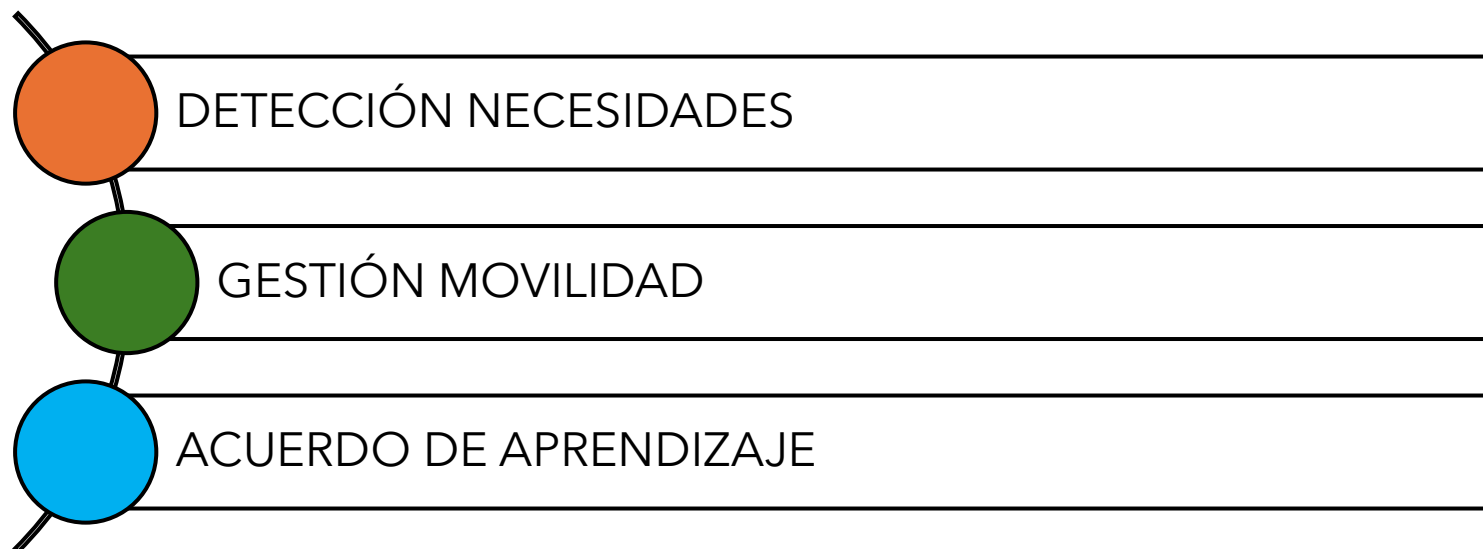 DETECCIÓN NECESIDADES
GESTIÓN MOVILIDAD
ACUERDO DE APRENDIZAJE